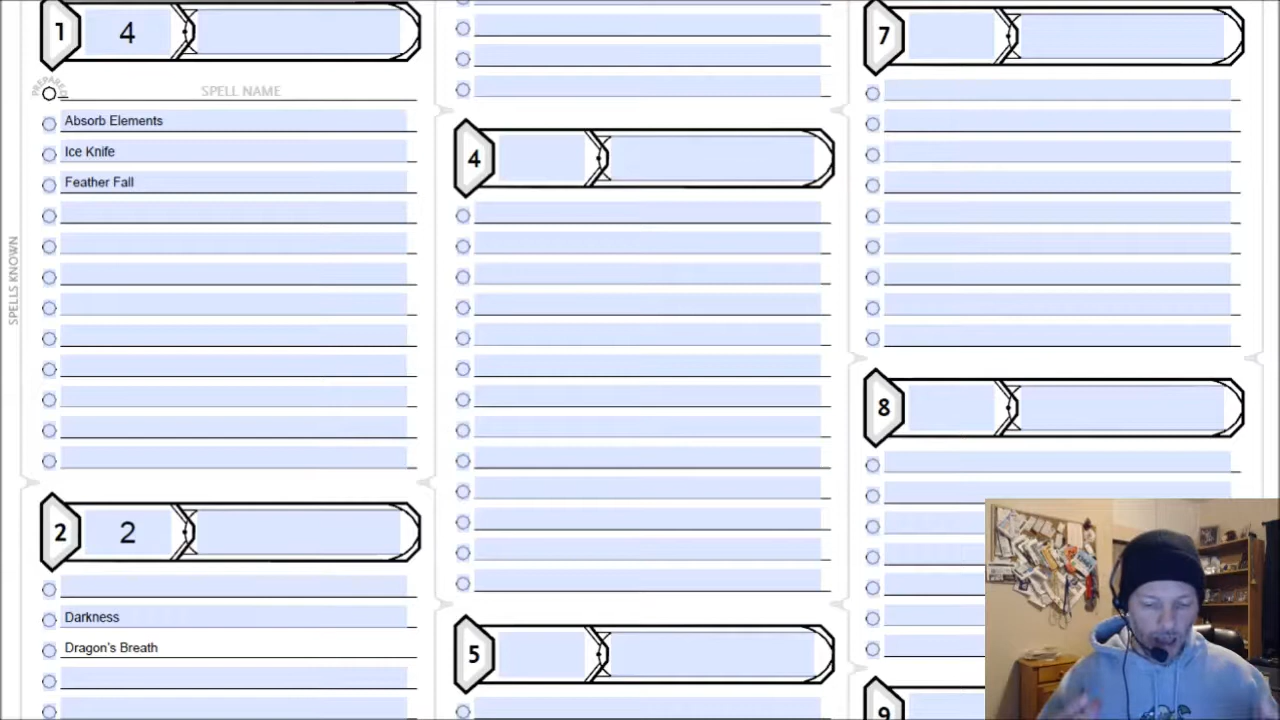 1 4
PREPARED
SPELL NAME
Absorb Elements
Ice Knife
Feather Fall
SPELLS KNOWN
2 2
Darkness
Dragon's Breath
4
5
7
8
9